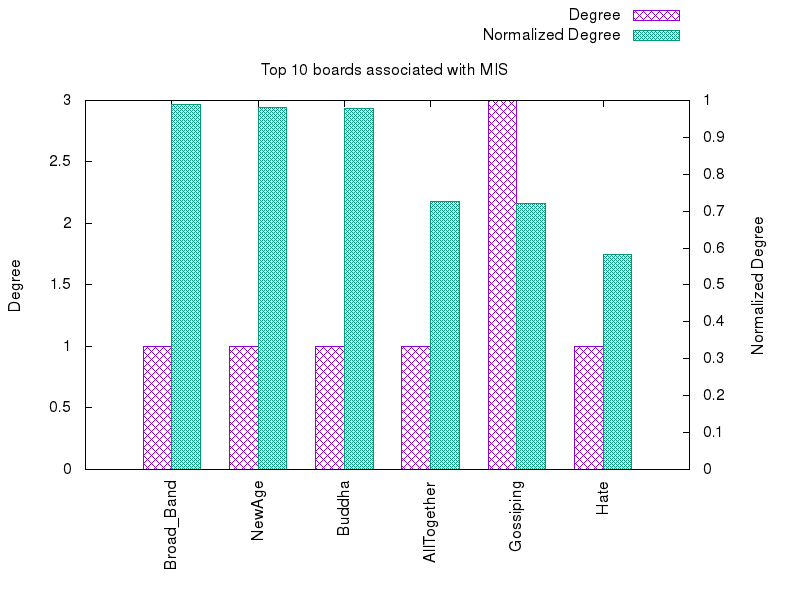 Degree
Normalized Degree
Top 10 boards associated with MIS
3
2.5
2
1.5
1
0.5
0
1
0.9
0.8
0.7
0.6
0.5
0.4
0.3
0.2
0.1
0
Degree
Normalized Degree
Broad_Band
NewAge
Buddha
AllTogether
Gossiping
Hate